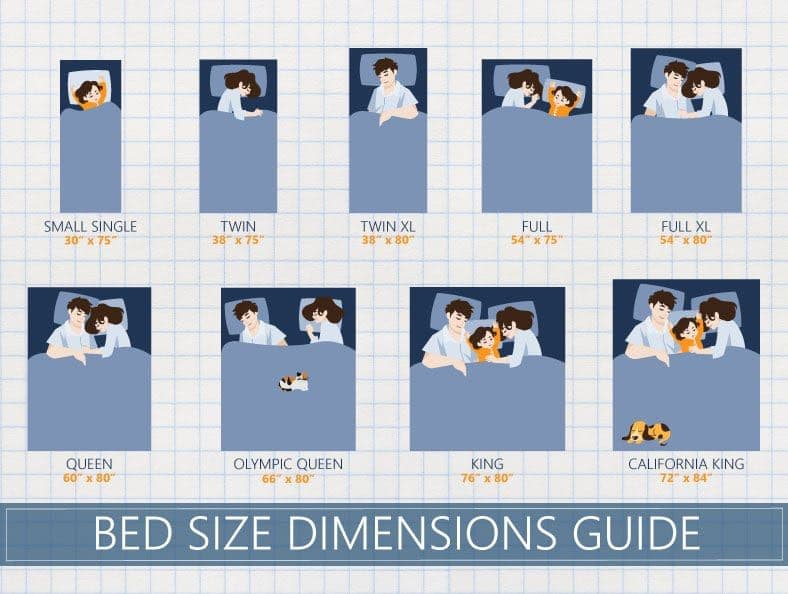 SMALL SINGLE
30" x 75"
TWIN
38" x 75"
TWIN XL
38" x 80"
FULL
54" x 75"
FULL XL
54" x 80"
QUEEN
60" x 80"
OLYMPIC QUEEN
66" x 80"
KING
76" x 80"
CALIFORNIA KING
72" x 84"
BED SIZE DIMENSIONS GUIDE